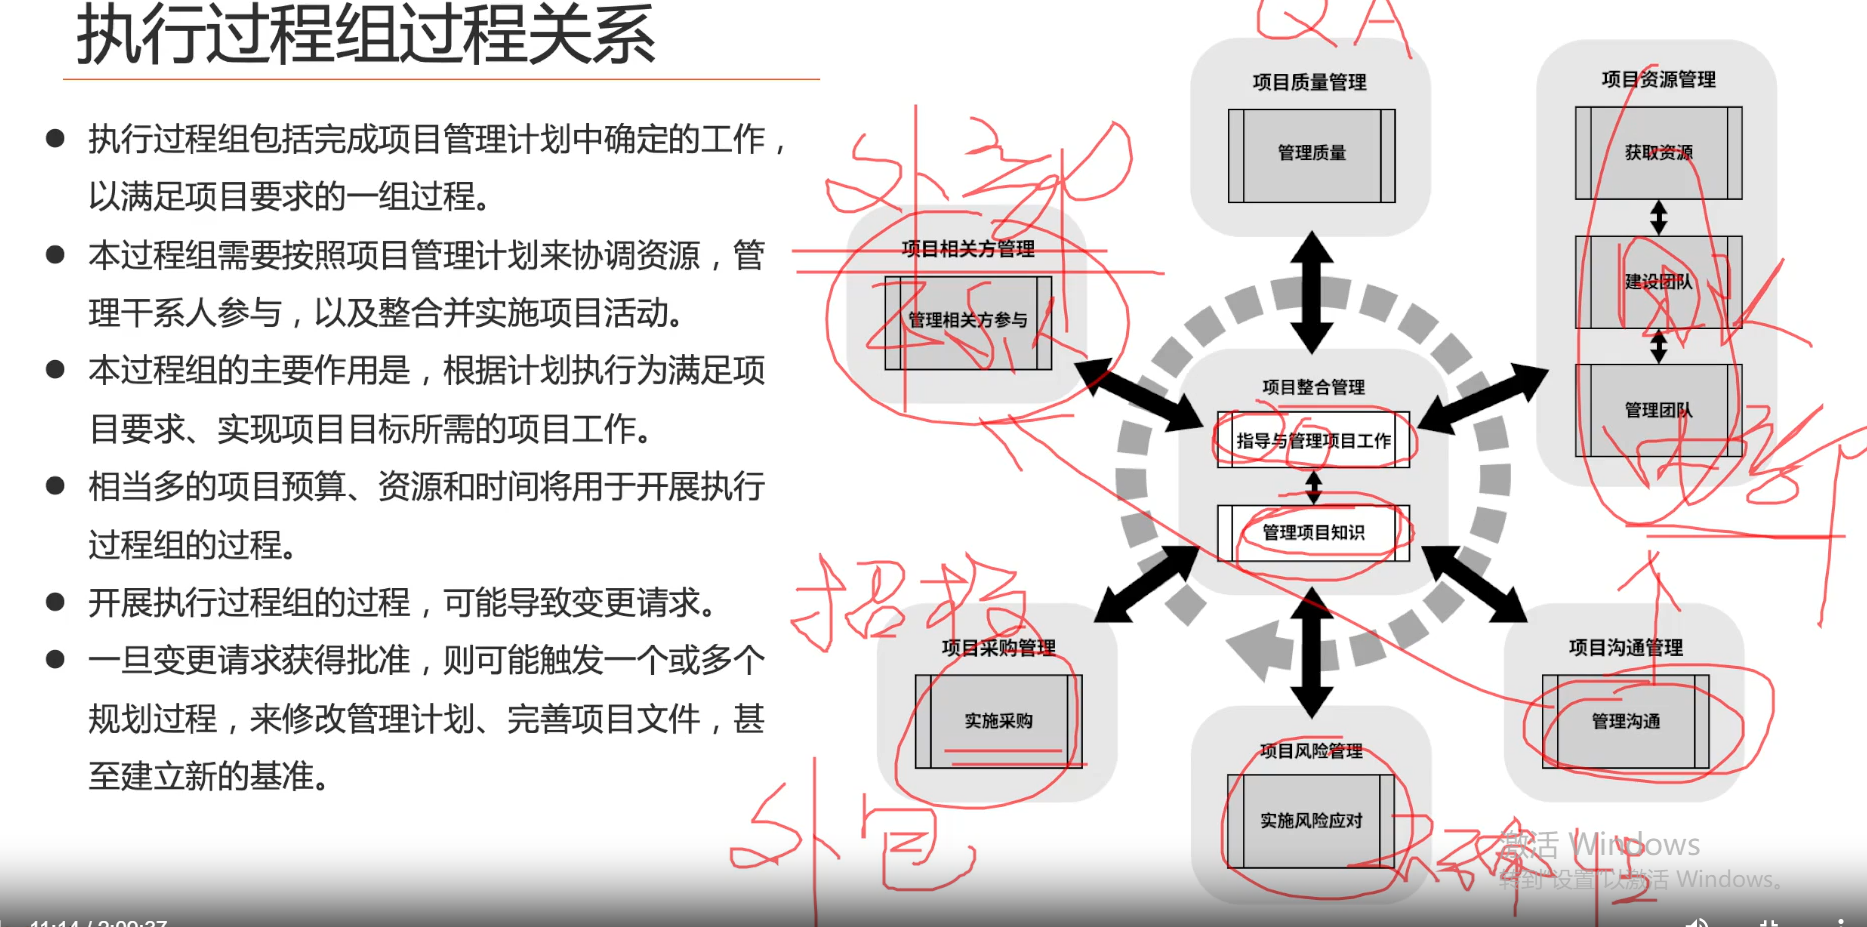 执行过程组过程关系
● 执行过程组包括完成项目管理计划中确定的工作，
以满足项目要求的一组过程。
● 本过程组需要按照项目管理计划来协调资源，管
理干系人参与，以及整合并实施项目活动。
● 本过程组的主要作用是，根据计划执行为满足项
目要求、实现项目目标所需的项目工作。
● 相当多的项目预算、资源和时间将用于开展执行
过程组的过程。
● 开展执行过程组的过程，可能导致变更请求。
● 一旦变更请求获得批准，则可能触发一个或多个
规划过程，来修改管理计划、完善项目文件，甚
至建立新的基准。
QA
项目质量管理
管理质量
项目资源管理
获取资源
建设团队
管理团队
团队
内部
外部
项目相关方管理
管理相关方参与
干系人
项目整合管理
指导与管理项目工作
管理项目知识
招投
项目采购管理
实施采购
外包
项目风险管理
实施风险应对
不确定性
项目沟通管理
管理沟通
激活 Windows
转到"设置"以激活 Windows。
11:14 / 2:09:37